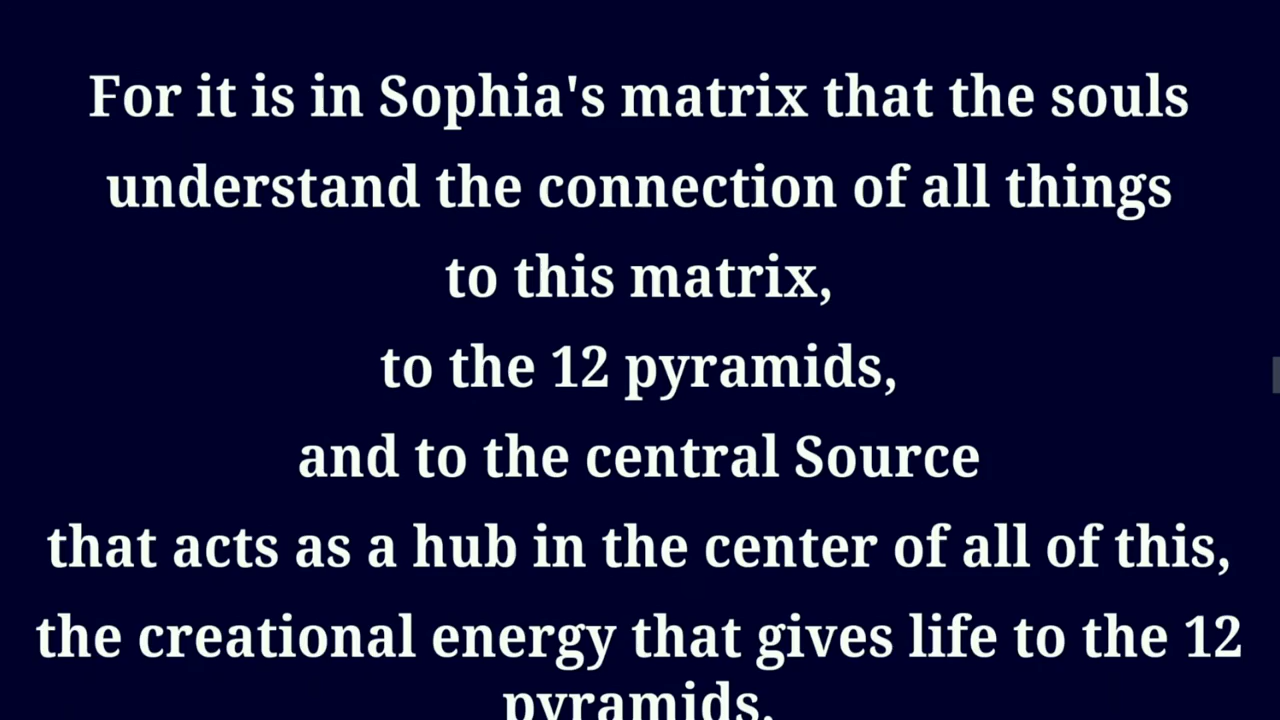 For it is in Sophia's matrix that the souls
understand the connection of all things
to this matrix,
to the 12 pyramids,
and to the central Source
that acts as a hub in the center of all of this,
the creational energy that gives life to the 12
pyramids.